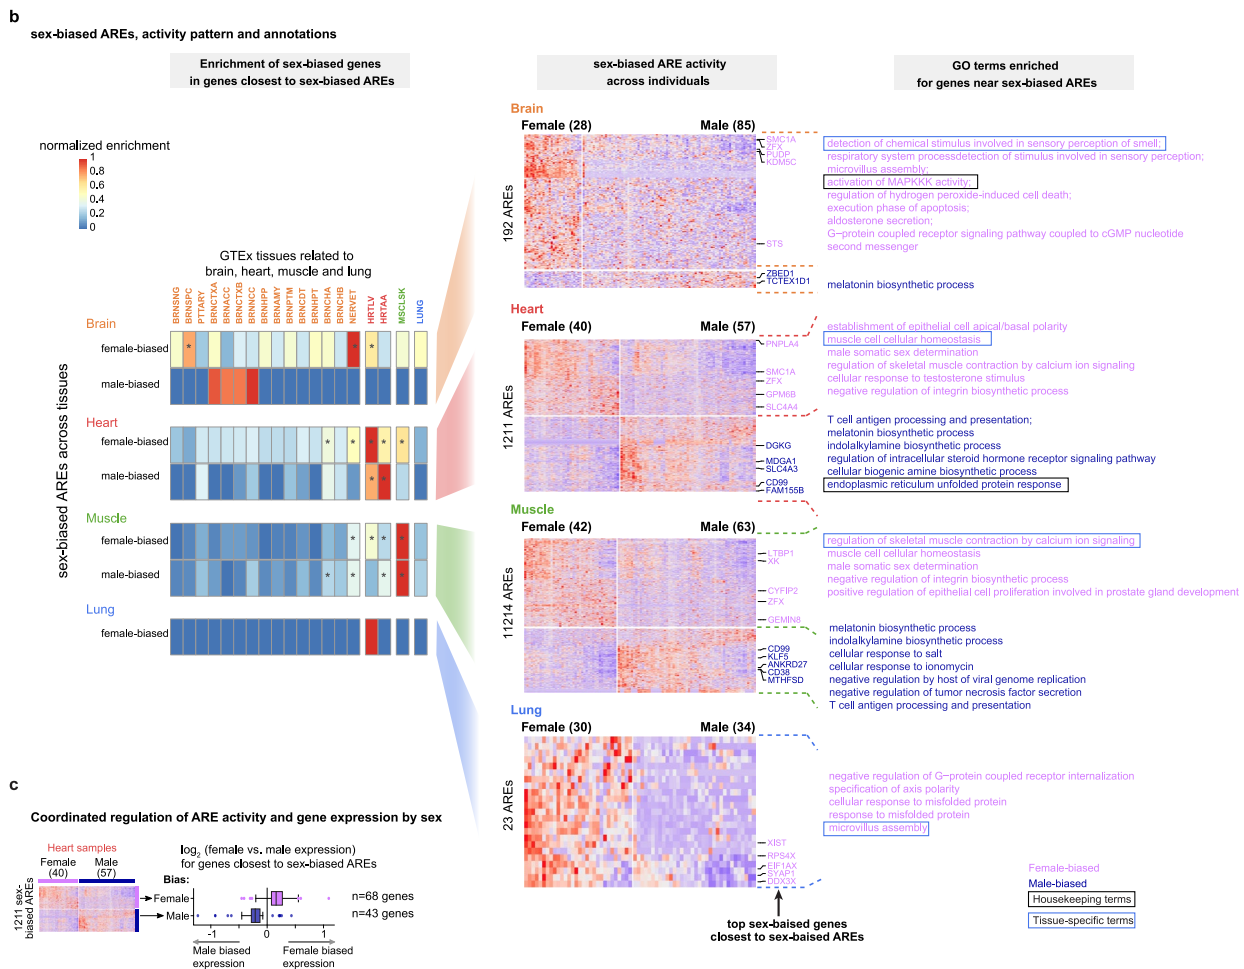 b
sex-biased AREs, activity pattern and annotations
Enrichment of sex-biased genes
in genes closest to sex-biased AREs
sex-biased ARE activity
across individuals
GO terms enriched
for genes near sex-biased AREs
normalized enrichment
1
0.8
0.6
0.4
0.2
0
GTEx tissues related to
brain, heart, muscle and lung
BRNSNG
BRNSPC
PTTARY
BRNCTXA
BRNACC
BRNCTXB
BRNNCC
BRNHPP
BRNAMY
BRNPTM
BRNCDT
BRNHPT
BRNCHA
BRNCHB
NERVET
HRTLV
HRTAA
MSCLSK
LUNG
sex-biased AREs across tissues
Brain
female-biased
* * *
male-biased
Heart
female-biased
* * * * *
male-biased
* *
Muscle
female-biased
* * * *
male-biased
* * * *
Lung
female-biased
Brain
Female (28) Male (85)
192 AREs
SMC1A
ZFX
PUDP
KDM5C
STS
ZBED1
TCTEX1D1
detection of chemical stimulus involved in sensory perception of smell;
respiratory system processdetection of stimulus involved in sensory perception;
microvillus assembly;
activation of MAPKKK activity;
regulation of hydrogen peroxide-induced cell death;
execution phase of apoptosis;
aldosterone secretion;
G-protein coupled receptor signaling pathway coupled to cGMP nucleotide
second messenger
melatonin biosynthetic process
Heart
Female (40) Male (57)
1211 AREs
PNPLA4
SMC1A
ZFX
GPM6B
SLC4A4
DGKG
MDGA1
SLC4A3
CD99
FAM155B
establishment of epithelial cell apical/basal polarity
muscle cell cellular homeostasis
male somatic sex determination
regulation of skeletal muscle contraction by calcium ion signaling
cellular response to testosterone stimulus
negative regulation of integrin biosynthetic process
T cell antigen processing and presentation;
melatonin biosynthetic process
indolalkylamine biosynthetic process
regulation of intracellular steroid hormone receptor signaling pathway
cellular biogenic amine biosynthetic process
endoplasmic reticulum unfolded protein response
Muscle
Female (42) Male (63)
11214 AREs
LTBP1
XK
CYFIP2
ZFX
GEMIN8
CD99
KLF5
ANKRD27
CD38
MTHFSD
regulation of skeletal muscle contraction by calcium ion signaling
muscle cell cellular homeostasis
male somatic sex determination
negative regulation of integrin biosynthetic process
positive regulation of epithelial cell proliferation involved in prostate gland development
melatonin biosynthetic process
indolalkylamine biosynthetic process
cellular response to salt
cellular response to ionomycin
negative regulation by host of viral genome replication
negative regulation of tumor necrosis factor secretion
T cell antigen processing and presentation
Lung
Female (30) Male (34)
23 AREs
XIST
RPS4X
EIF1AX
SYAP1
DDX3X
negative regulation of G-protein coupled receptor internalization
specification of axis polarity
cellular response to misfolded protein
response to misfolded protein
microvillus assembly
top sex-baised genes
closest to sex-baised AREs
Female-biased
Male-biased
Housekeeping terms
Tissue-specific terms
c
Coordinated regulation of ARE activity and gene expression by sex
Heart samples
Female
(40)
Male
(57)
1211 sex-
biased AREs
log2 (female vs. male expression)
for genes closest to sex-biased AREs
Bias:
Female
Male
n=68 genes
n=43 genes
-1 0 1
Male biased
expression
Female biased
expression